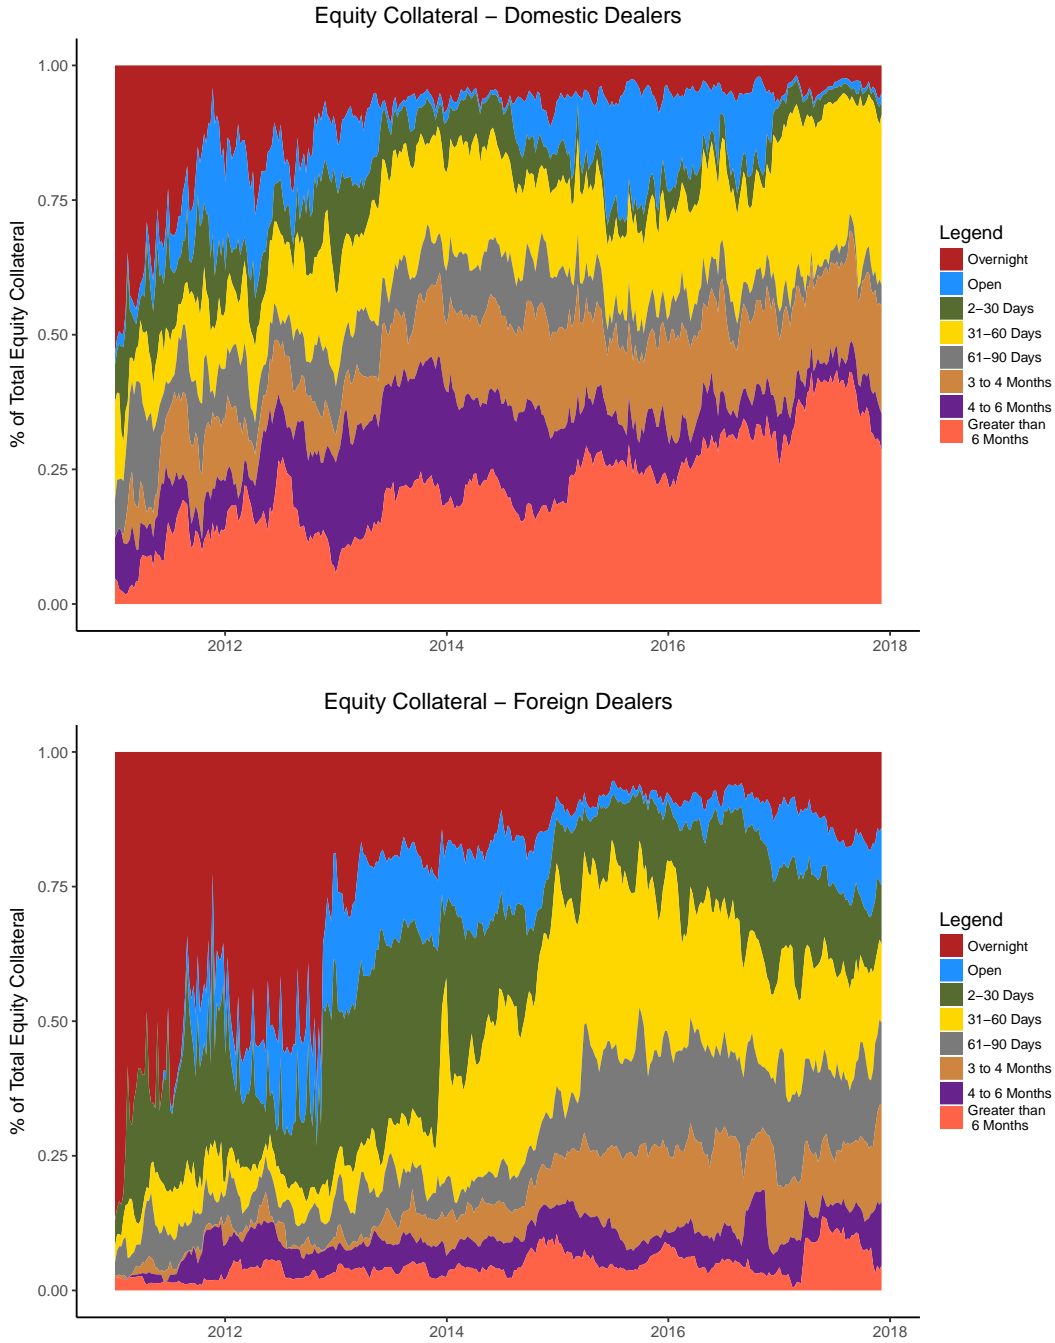 Equity Collateral − Domestic Dealers
% of Total Equity Collateral
1.00
0.75
0.50
0.25
0.00
2012
2014
2016
2018
Legend
Overnight
Open
2−30 Days
31−60 Days
61−90 Days
3 to 4 Months
4 to 6 Months
Greater than
6 Months
Equity Collateral − Foreign Dealers
% of Total Equity Collateral
1.00
0.75
0.50
0.25
0.00
2012
2014
2016
2018
Legend
Overnight
Open
2−30 Days
31−60 Days
61−90 Days
3 to 4 Months
4 to 6 Months
Greater than
6 Months